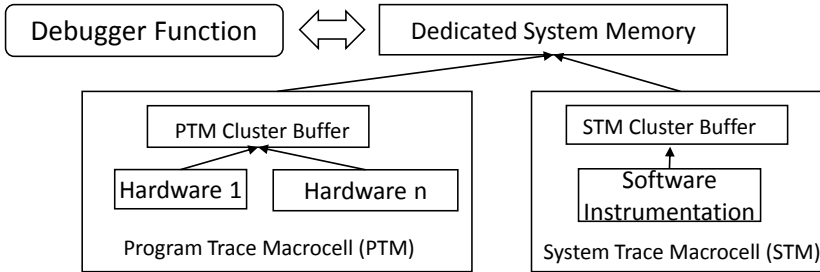 Debugger Function
Dedicated System Memory
PTM Cluster Buffer
Hardware 1
Hardware n
Program Trace Macrocell (PTM)
STM Cluster Buffer
Software
Instrumentation
System Trace Macrocell (STM)